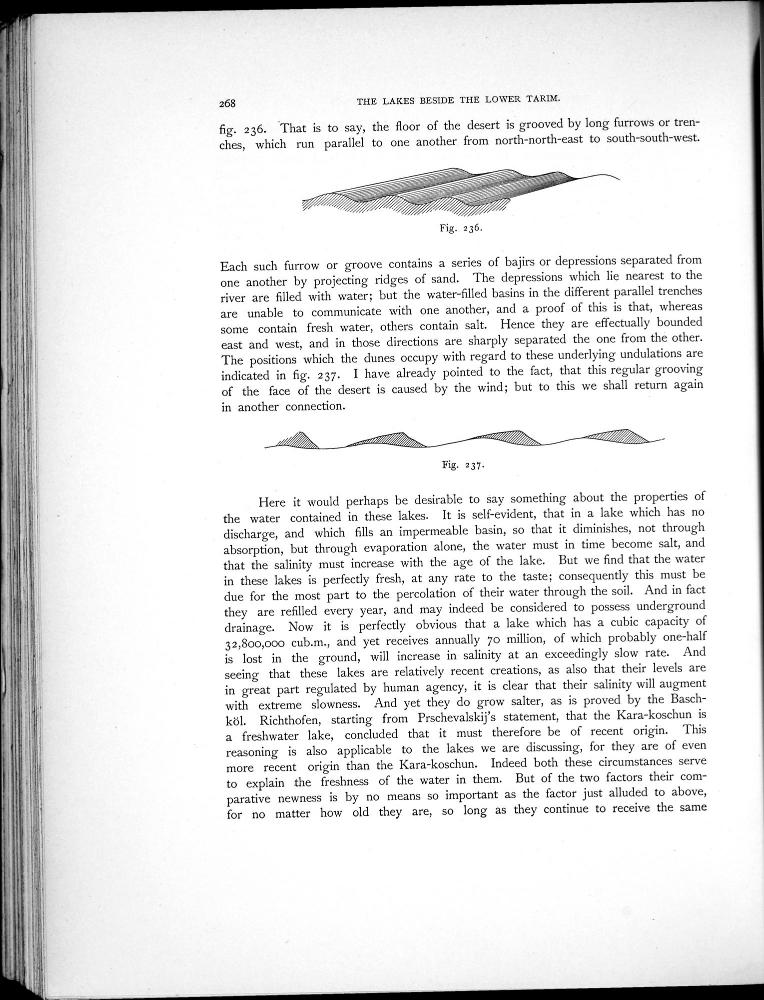 268
THE LAKES BESIDE THE LOWER TARIM.
fig. 236. That is to say, the floor of the desert is grooved by long furrows or tren-
ches, which run parallel to one another from north-north-east to south-south-west.
Fig. 236.
Each such furrow or groove contains a series of bajirs or depressions separated from
one another by projecting ridges of sand. The depressions which lie nearest to the
river are filled with water; but the water-filled basins in the different parallel trenches
are unable to communicate with one another, and a proof of this is that, whereas
some contain fresh water, others contain salt. Hence they are effectually bounded
east and west, and in those directions are sharply separated the one from the other.
The positions which the dunes occupy with regard to these underlying undulations are
indicated in fig. 237. I have already pointed to the fact, that this regular grooving
of the face of the desert is caused by the wind; but to this we shall return again
in another connection.
Fig. 237.
Here it would perhaps be desirable to say something about the properties of
the water contained in these lakes. It is self-evident, that in a lake which has no
discharge, and which fills an impermeable basin, so that it diminishes, not through
absorption, but through evaporation alone, the water must in time become salt, and
that the salinity must increase with the age of the lake. But we find that the water
in these lakes is perfectly fresh, at any rate to the taste; consequently this must be
due for the most part to the percolation of their water through the soil. And in fact
they are refilled every year, and may indeed be considered to possess underground
drainage. Now it is perfectly obvious that a lake which has a cubic capacity of
32,800,000 cub.m., and yet receives annually 70 million, of which probably one-half
is lost in the ground, will increase in salinity at an exceedingly slow rate. And
seeing that these lakes are relatively recent creations, as also that their levels are
in great part regulated by human agency, it is clear that their salinity will augment
with extreme slowness. And yet they do grow salter, as is proved by the Basch-
köl. Richthofen, starting from Prschevalskij's statement, that the Kara-koschun is
a freshwater lake, concluded that it must therefore be of recent origin. This
reasoning is also applicable to the lakes we are discussing, for they are of even
more recent origin than the Kara-koschun. Indeed both these circumstances serve
to explain the freshness of the water in them. But of the two factors their com-
parative newness is by no means so important as the factor just alluded to above,
for no matter how old they are, so long as they continue to receive the same